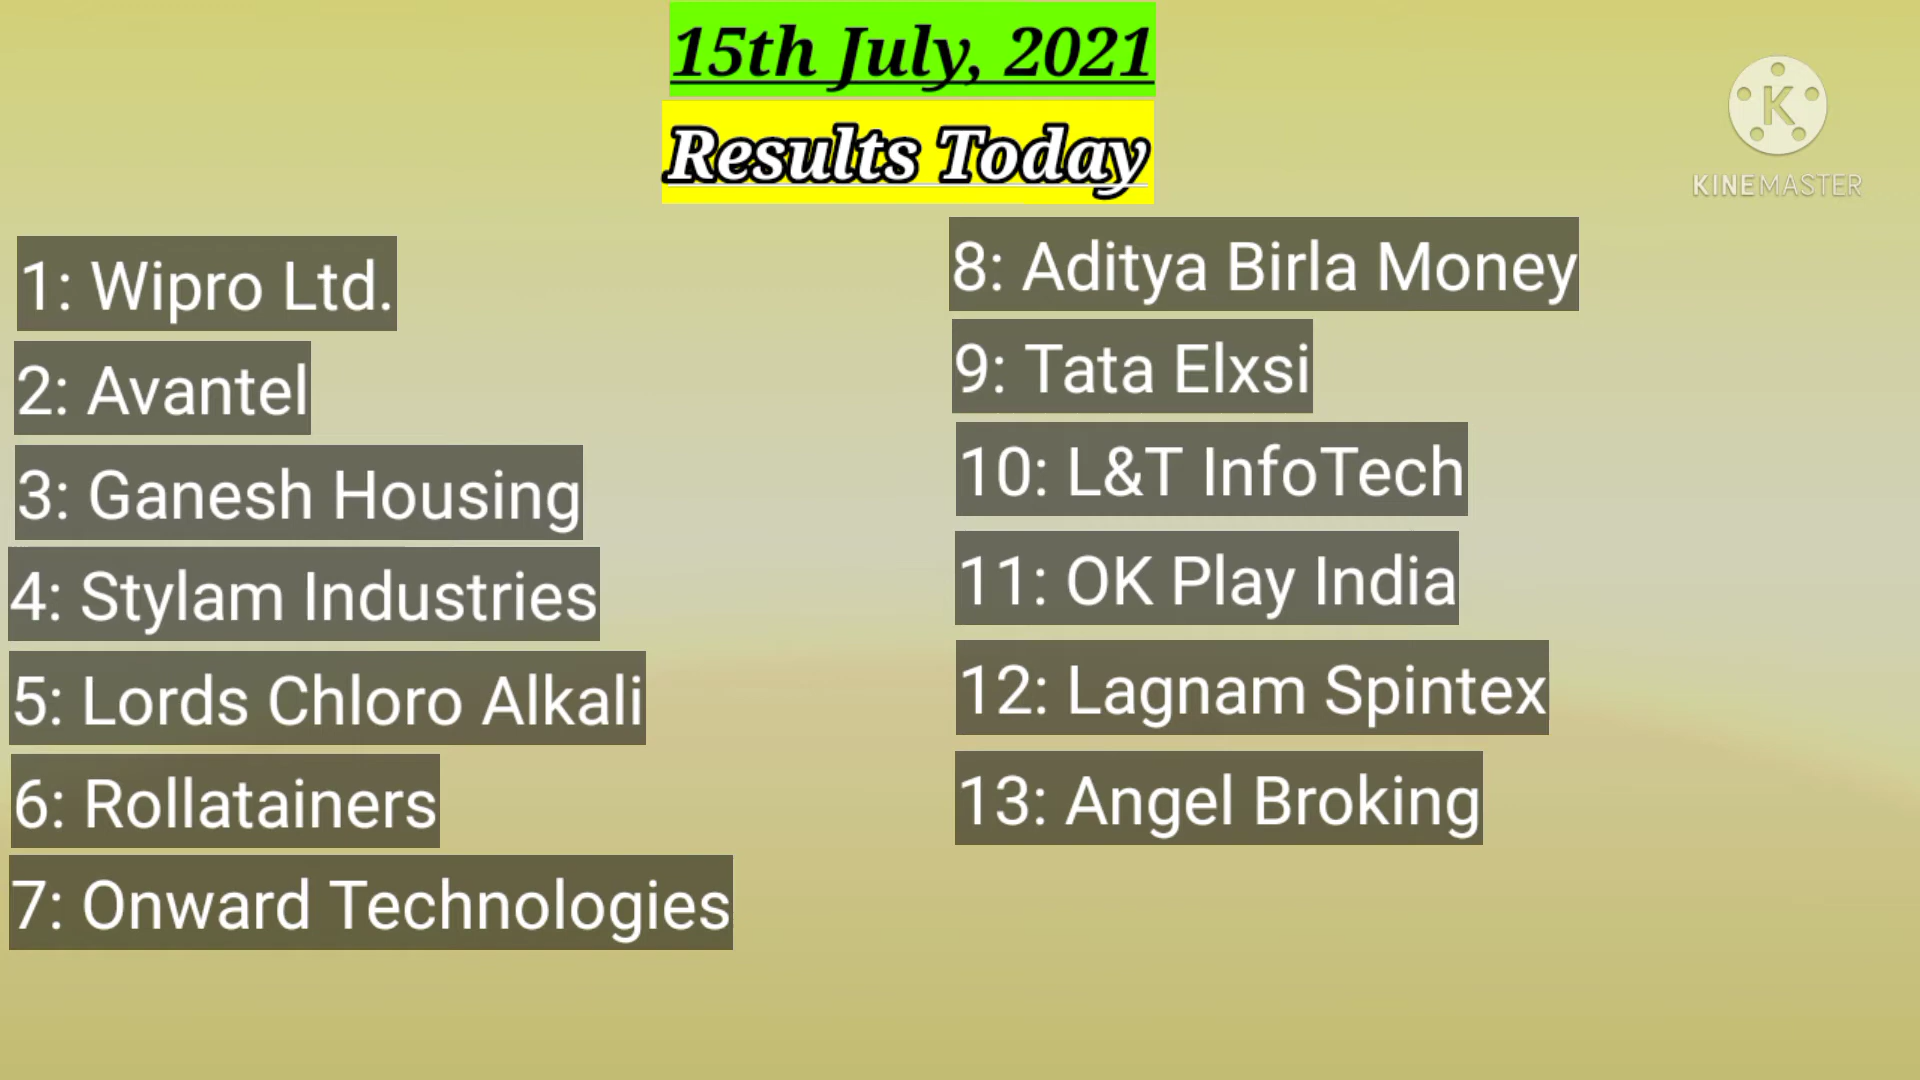 15th July, 2021
Results Today
KINEMASTER
1: Wipro Ltd.
2: Avantel
3: Ganesh Housing
4: Stylam Industries
5: Lords Chloro Alkali
6: Rollatainers
7: Onward Technologies
8: Aditya Birla Money
9: Tata Elxsi
10: L&T InfoTech
11: OK Play India
12: Lagnam Spintex
13: Angel Broking